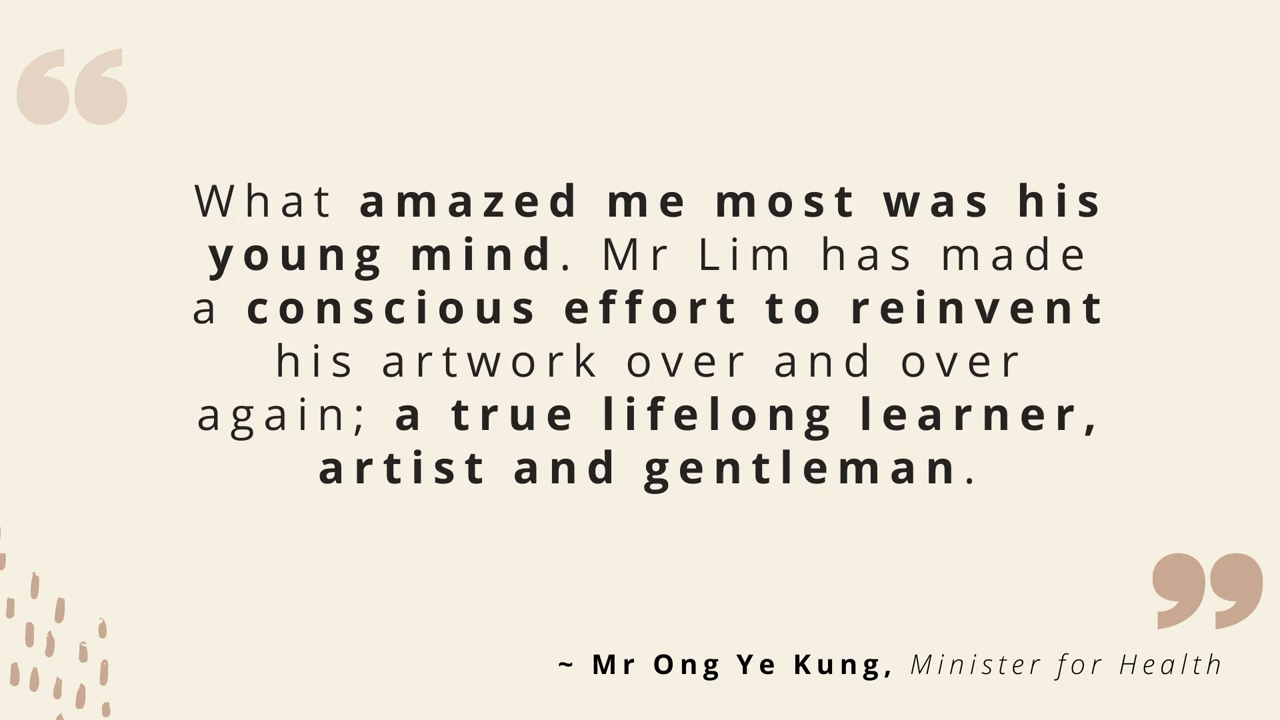 “
What amazed me most was his
young mind. Mr Lim has made
a conscious effort to reinvent
his artwork over and over
again; a true lifelong learner,
artist and gentleman.
”
~ Mr Ong Ye Kung, Minister for Health